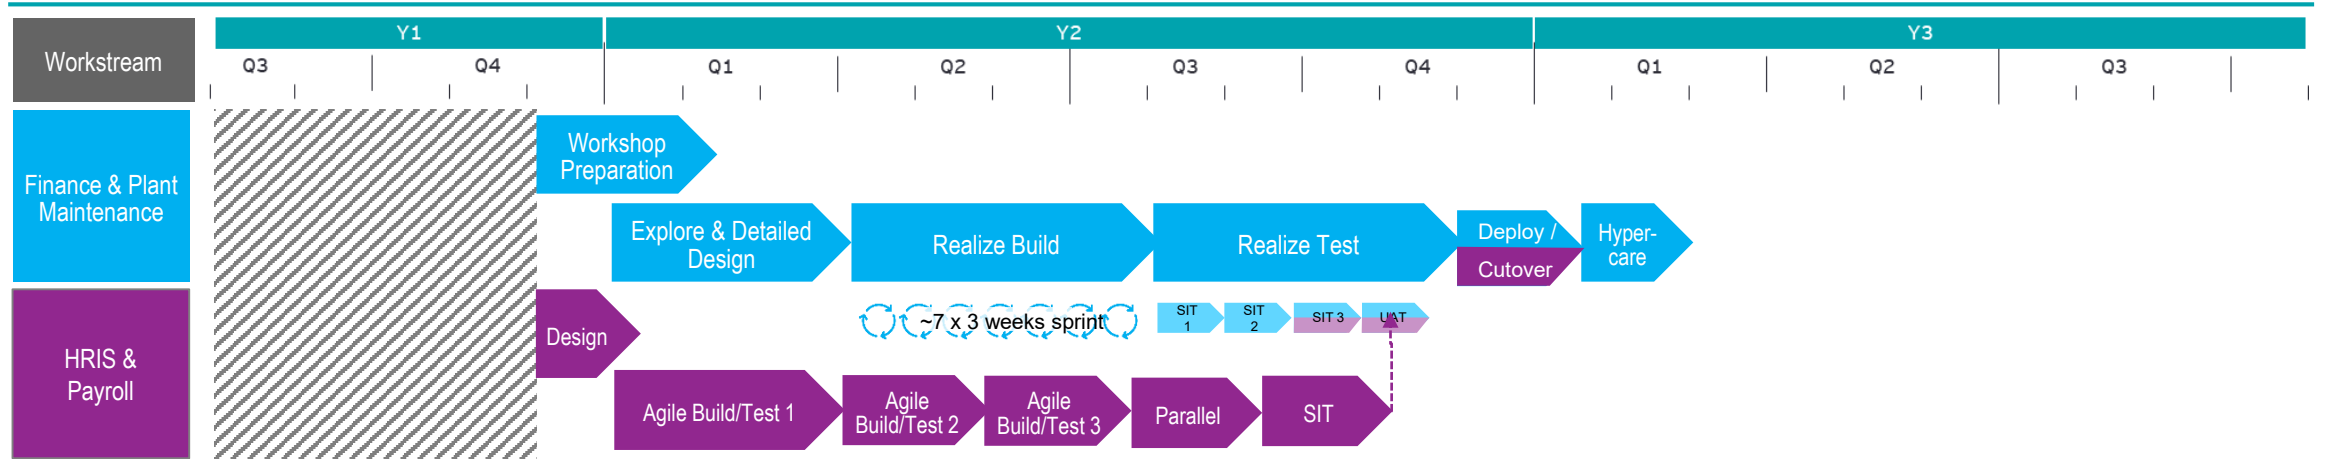 Workstream
Y1
Y2
Y3
Q3
Q4
Q1
Q2
Q3
Q4
Q1
Q2
Q3
Finance & Plant
Maintenance
Workshop
Preparation
Explore & Detailed
Design
Realize Build
Realize Test
Deploy /
Cutover
Hyper-
care
HRIS &
Payroll
Design
~7 x 3 weeks sprint
SIT
1
SIT
2
SIT 3
UAT
Agile Build/Test 1
Agile
Build/Test 2
Agile
Build/Test 3
Parallel
SIT